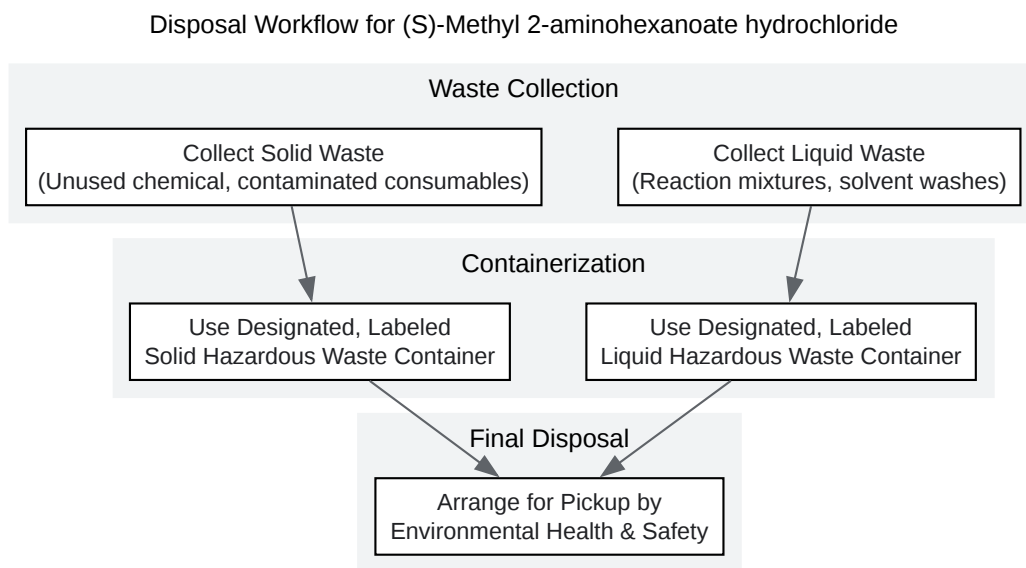 Disposal Workflow for (S)-Methyl 2-aminohexanoate hydrochloride
Waste Collection
Collect Solid Waste
(Unused chemical, contaminated consumables)
Collect Liquid Waste
(Reaction mixtures, solvent washes)
Containerization
Use Designated, Labeled
Solid Hazardous Waste Container
Use Designated, Labeled
Liquid Hazardous Waste Container
Final Disposal
Arrange for Pickup by
Environmental Health & Safety